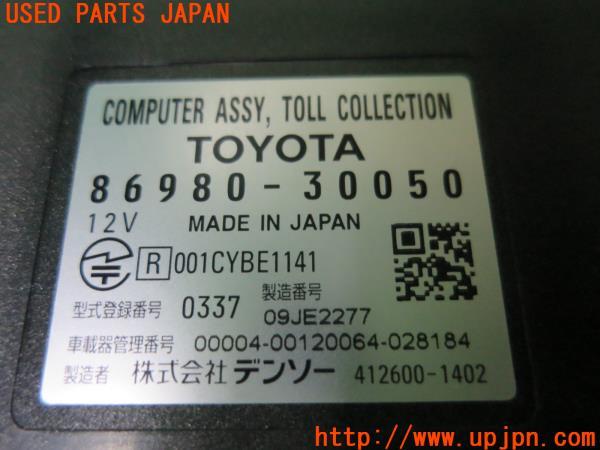 USED PARTS JAPAN
COMPUTER ASSY, TOLL COLLECTION
TOYOTA
86980-30050
12V MADE IN JAPAN
R 001CYBE1141
型式登録番号 0337 製造番号 09JE2277
車載器管理番号 00004-00120064-028184
製造者 株式会社 デンソー 412600-1402
http://www.upjpn.com